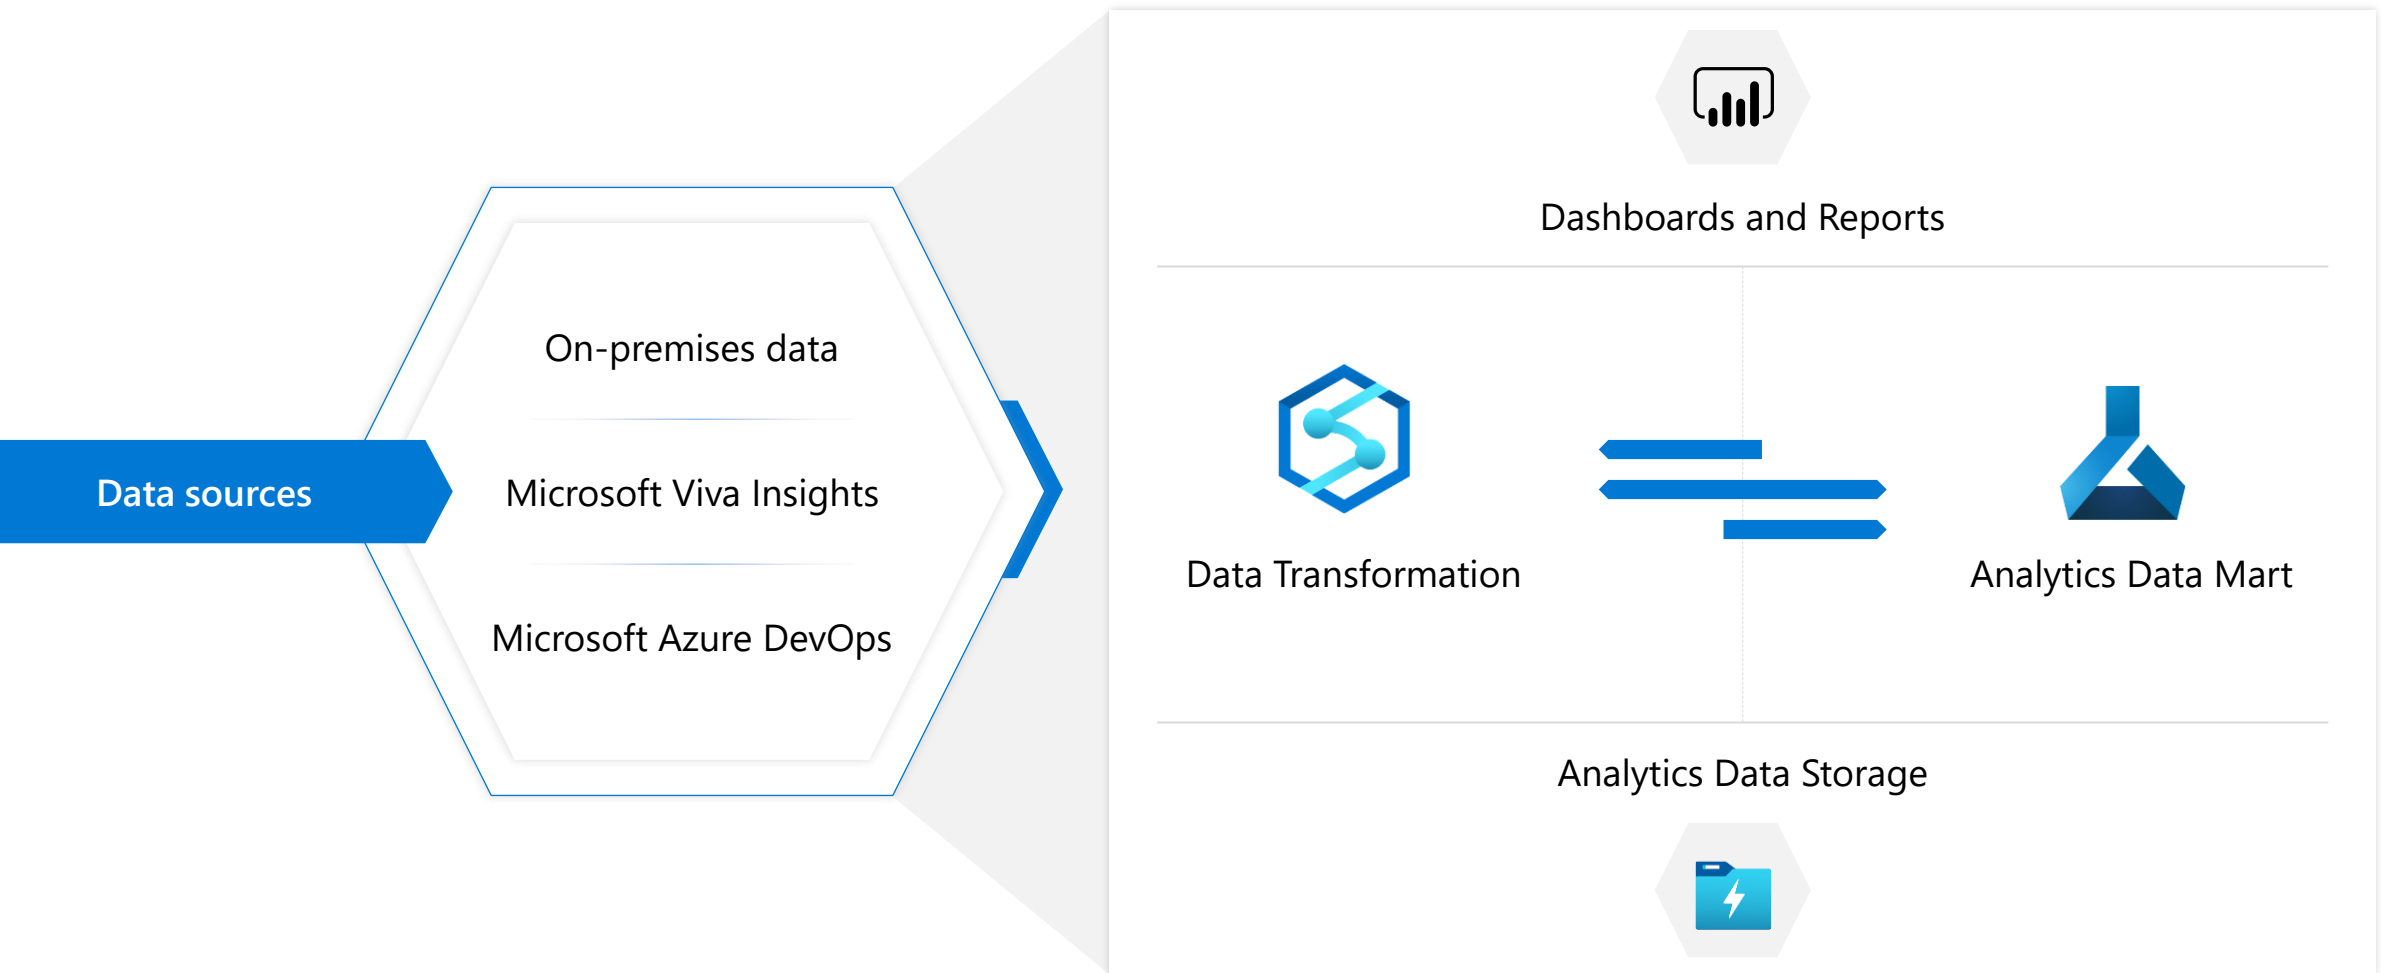 Data sources
On-premises data
Microsoft Viva Insights
Microsoft Azure DevOps
Dashboards and Reports
Data Transformation
Analytics Data Mart
Analytics Data Storage